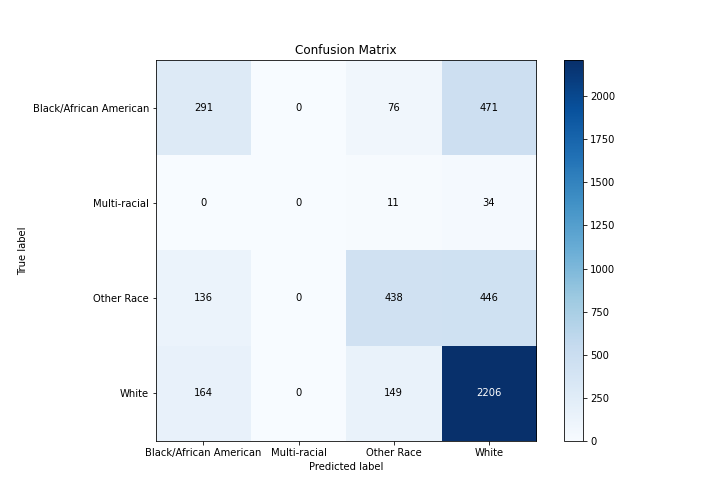 Confusion Matrix
True label
Black/African American 291 0 76 471
Multi-racial 0 0 11 34
Other Race 136 0 438 446
White 164 0 149 2206
Black/African American Multi-racial Other Race White
Predicted label
2000
1750
1500
1250
1000
750
500
250
0